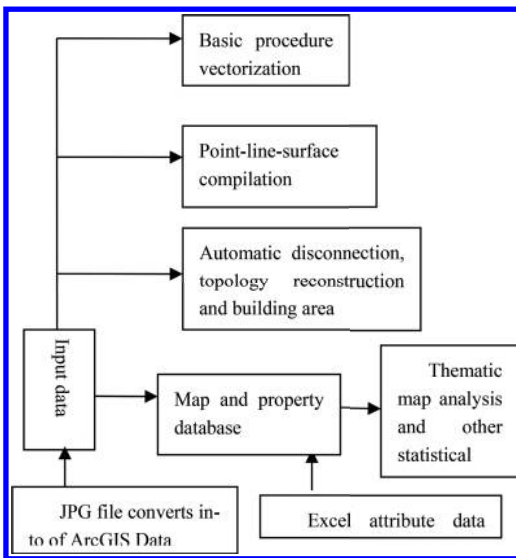 Basic procedure
vectorization
Point-line-surface
compilation
Automatic disconnection,
topology reconstruction
and building area
Input data
Map and property
database
Thematic
map analysis
and other
statistical
JPG file converts in-
to of ArcGIS Data
Excel attribute data